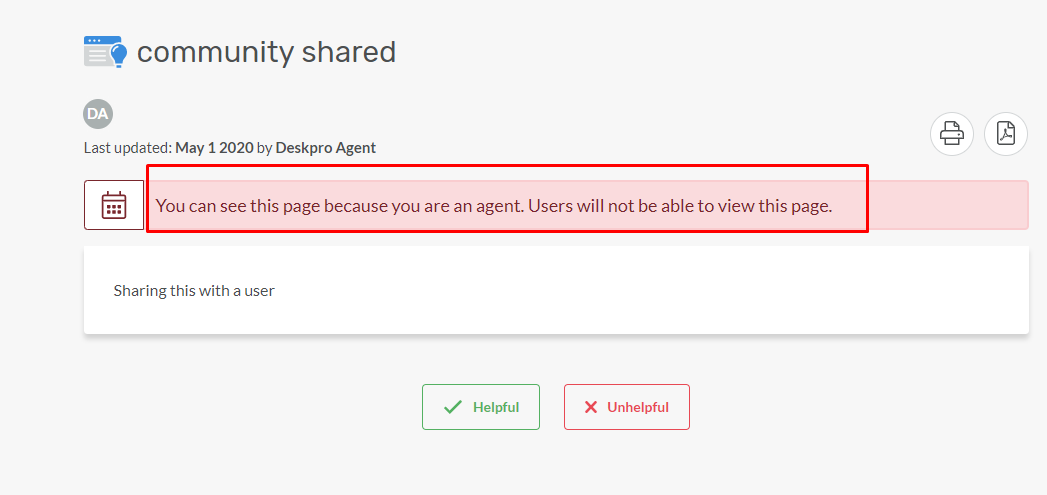 community shared
DA
Last updated: May 1 2020 by Deskpro Agent
You can see this page because you are an agent. Users will not be able to view this page.
Sharing this with a user
Helpful
Unhelpful